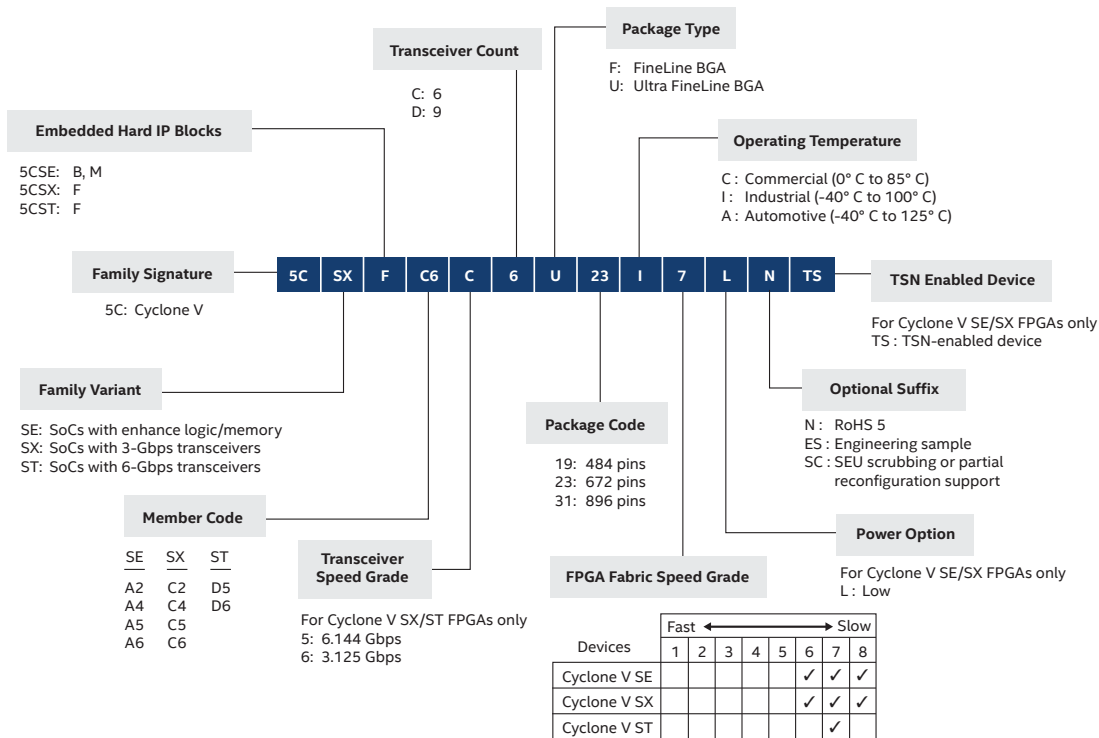 Package Type
F: FineLine BGA
U: Ultra FineLine BGA
Transceiver Count
C: 6
D: 9
Embedded Hard IP Blocks
5CSE: B, M
5CSX: F
5CST: F
Operating Temperature
C : Commercial (0° C to 85° C)
I : Industrial (-40° C to 100° C)
A : Automotive (-40° C to 125° C)
Family Signature
5C: Cyclone V
5C SX F C6 C 6 U 23 I 7 L N TS
TSN Enabled Device
For Cyclone V SE/SX FPGAs only
TS : TSN-enabled device
Family Variant
SE: SoCs with enhance logic/memory
SX: SoCs with 3-Gbps transceivers
ST: SoCs with 6-Gbps transceivers
Package Code
19: 484 pins
23: 672 pins
31: 896 pins
Optional Suffix
N : RoHS 5
ES : Engineering sample
SC : SEU scrubbing or partial
reconfiguration support
Member Code
SE SX ST
A2 C2 D5
A4 C4 D6
A5 C5
A6 C6
Transceiver
Speed Grade
For Cyclone V SX/ST FPGAs only
5: 6.144 Gbps
6: 3.125 Gbps
Power Option
For Cyclone V SE/SX FPGAs only
L : Low
FPGA Fabric Speed Grade
Fast Slow
Devices 1 2 3 4 5 6 7 8
Cyclone V SE ✓ ✓ ✓
Cyclone V SX ✓ ✓ ✓
Cyclone V ST ✓